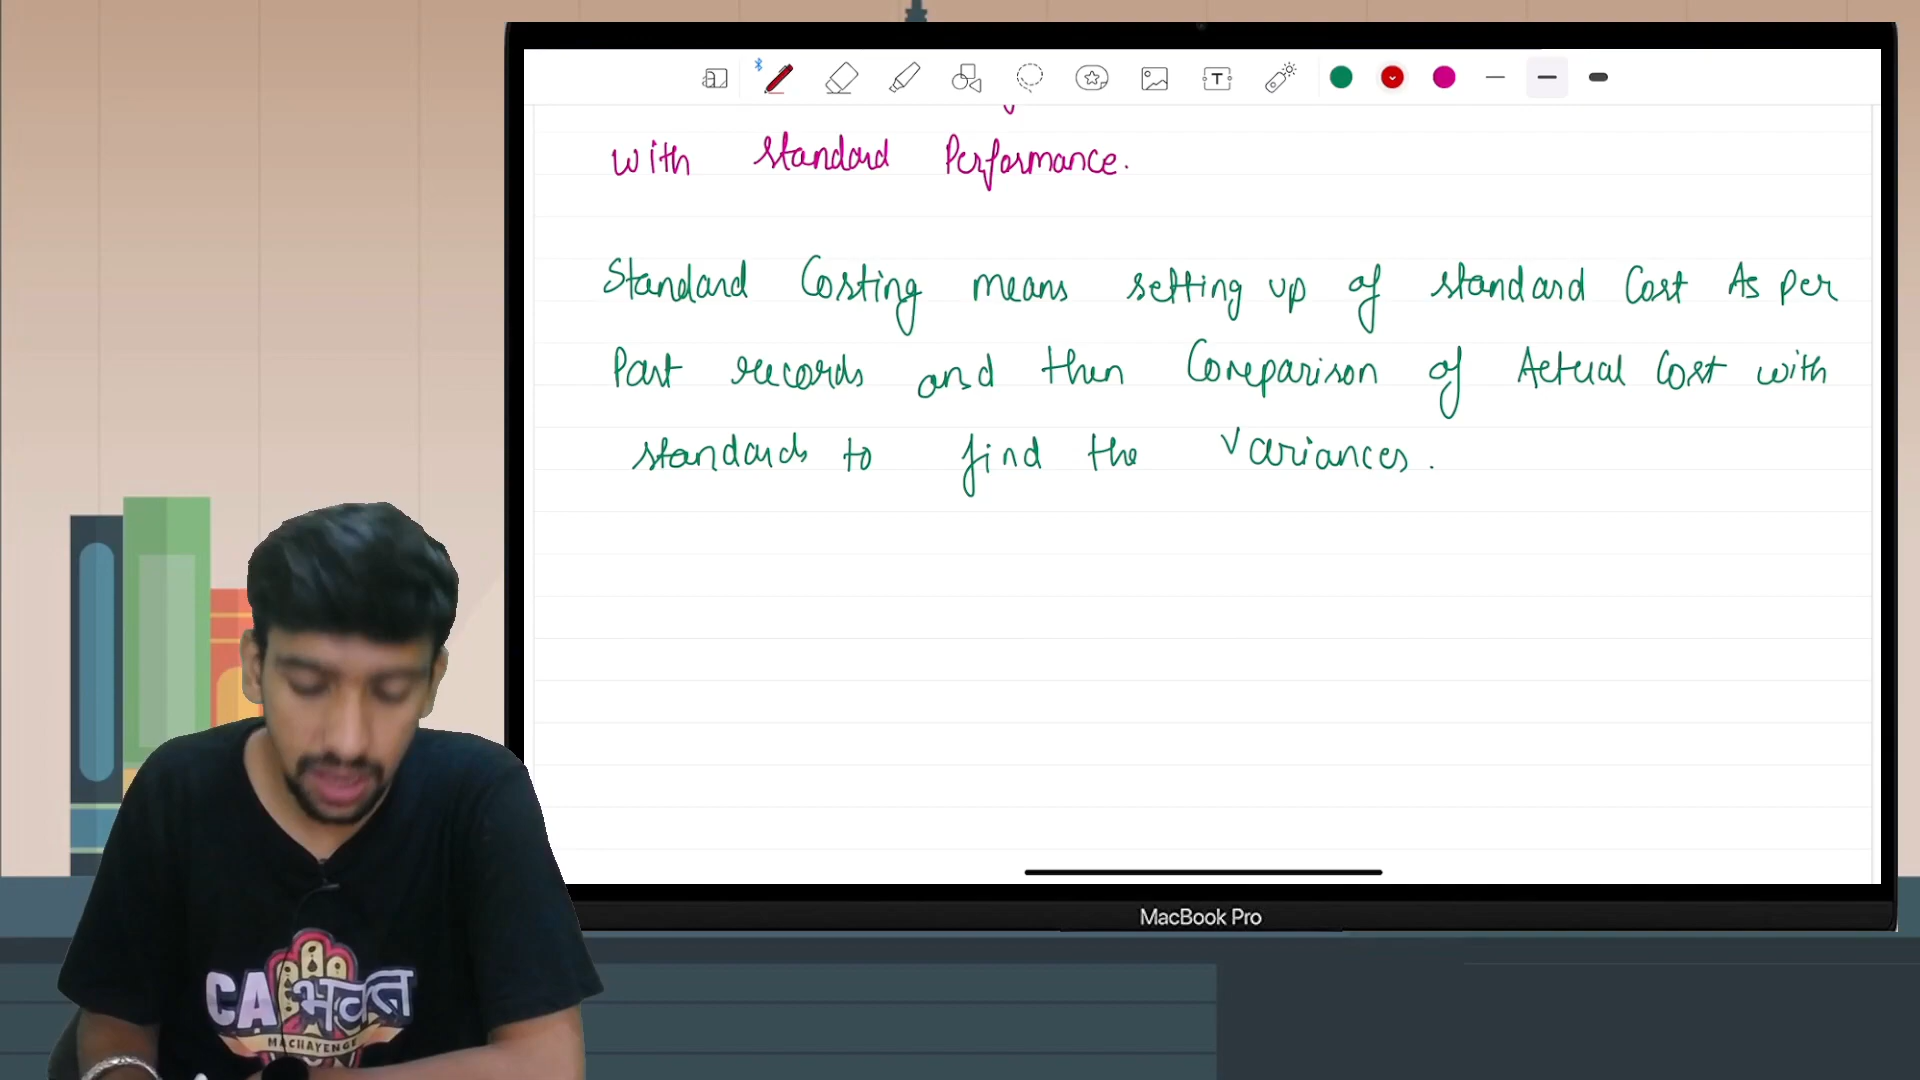 with standard Performance.
Standard Costing means setting up of standard Cost As per
Past records and then Comparison of Actual Cost with
standards to find the Variances.
MacBook Pro
CA भक्त
MACHAYENGE